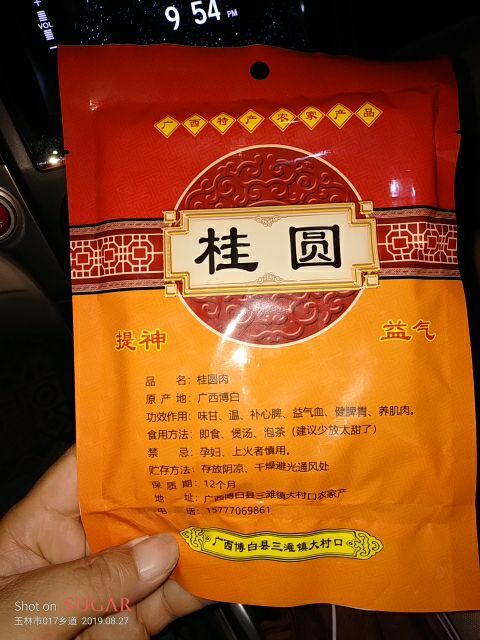 9 54 PM
VOL
广西特产农家产品
桂圆
提神
益气
品 名：桂圆肉
原 产 地：广西博白
功效作用：味甘、温、补心脾、益气血、健脾胃、养肌肉。
食用方法：即食、煲汤、泡茶（建议少放太甜了）
禁 忌：孕妇、上火者慎用。
贮存方法：存放阴凉、干燥避光通风处
保 质 期：12个月
地 址：广西博白县三滩镇大村口农家产
电 话：15777069861
广西博白县三滩镇大村口
Shot on SUGAR
玉林市017乡道 2019.08.27